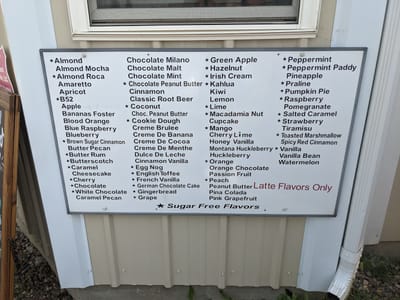 • Almond
Almond Mocha
• Almond Roca
Amaretto
Apricot
• B52
Apple
Bananas Foster
Blood Orange
Blue Raspberry
Blueberry
• Brown Sugar Cinnamon
Butter Pecan
• Butter Rum
• Butterscotch
• Caramel
Cheesecake
• Cherry
• Chocolate
• White Chocolate
Caramel Pecan
Chocolate Milano
Chocolate Malt
Chocolate Mint
• Chocolate Peanut Butter
Cinnamon
Classic Root Beer
• Coconut
Choc. Peanut Butter
• Cookie Dough
Creme Brulee
Creme De Banana
Creme De Cocoa
Creme De Menthe
Dulce De Leche
Cinnamon Vanilla
• Egg Nog
• English Toffee
• French Vanilla
• German Chocolate Cake
• Gingerbread
• Grape
• Green Apple
• Hazelnut
• Irish Cream
• Kahlua
Kiwi
Lemon
• Lime
• Macadamia Nut
Cupcake
• Mango
Cherry Lime
Honey Vanilla
Montana Huckleberry
Huckleberry
• Orange
Orange Chocolate
Passion Fruit
• Peach
Peanut Butter
Pina Colada
Pink Grapefruit
• Peppermint
• Peppermint Paddy
Pineapple
• Praline
• Pumpkin Pie
• Raspberry
Pomegranate
• Salted Caramel
• Strawberry
Tiramisu
• Toasted Marshmallow
Spicy Red Cinnamon
• Vanilla
Vanilla Bean
Watermelon
Latte Flavors Only
★ Sugar Free Flavors